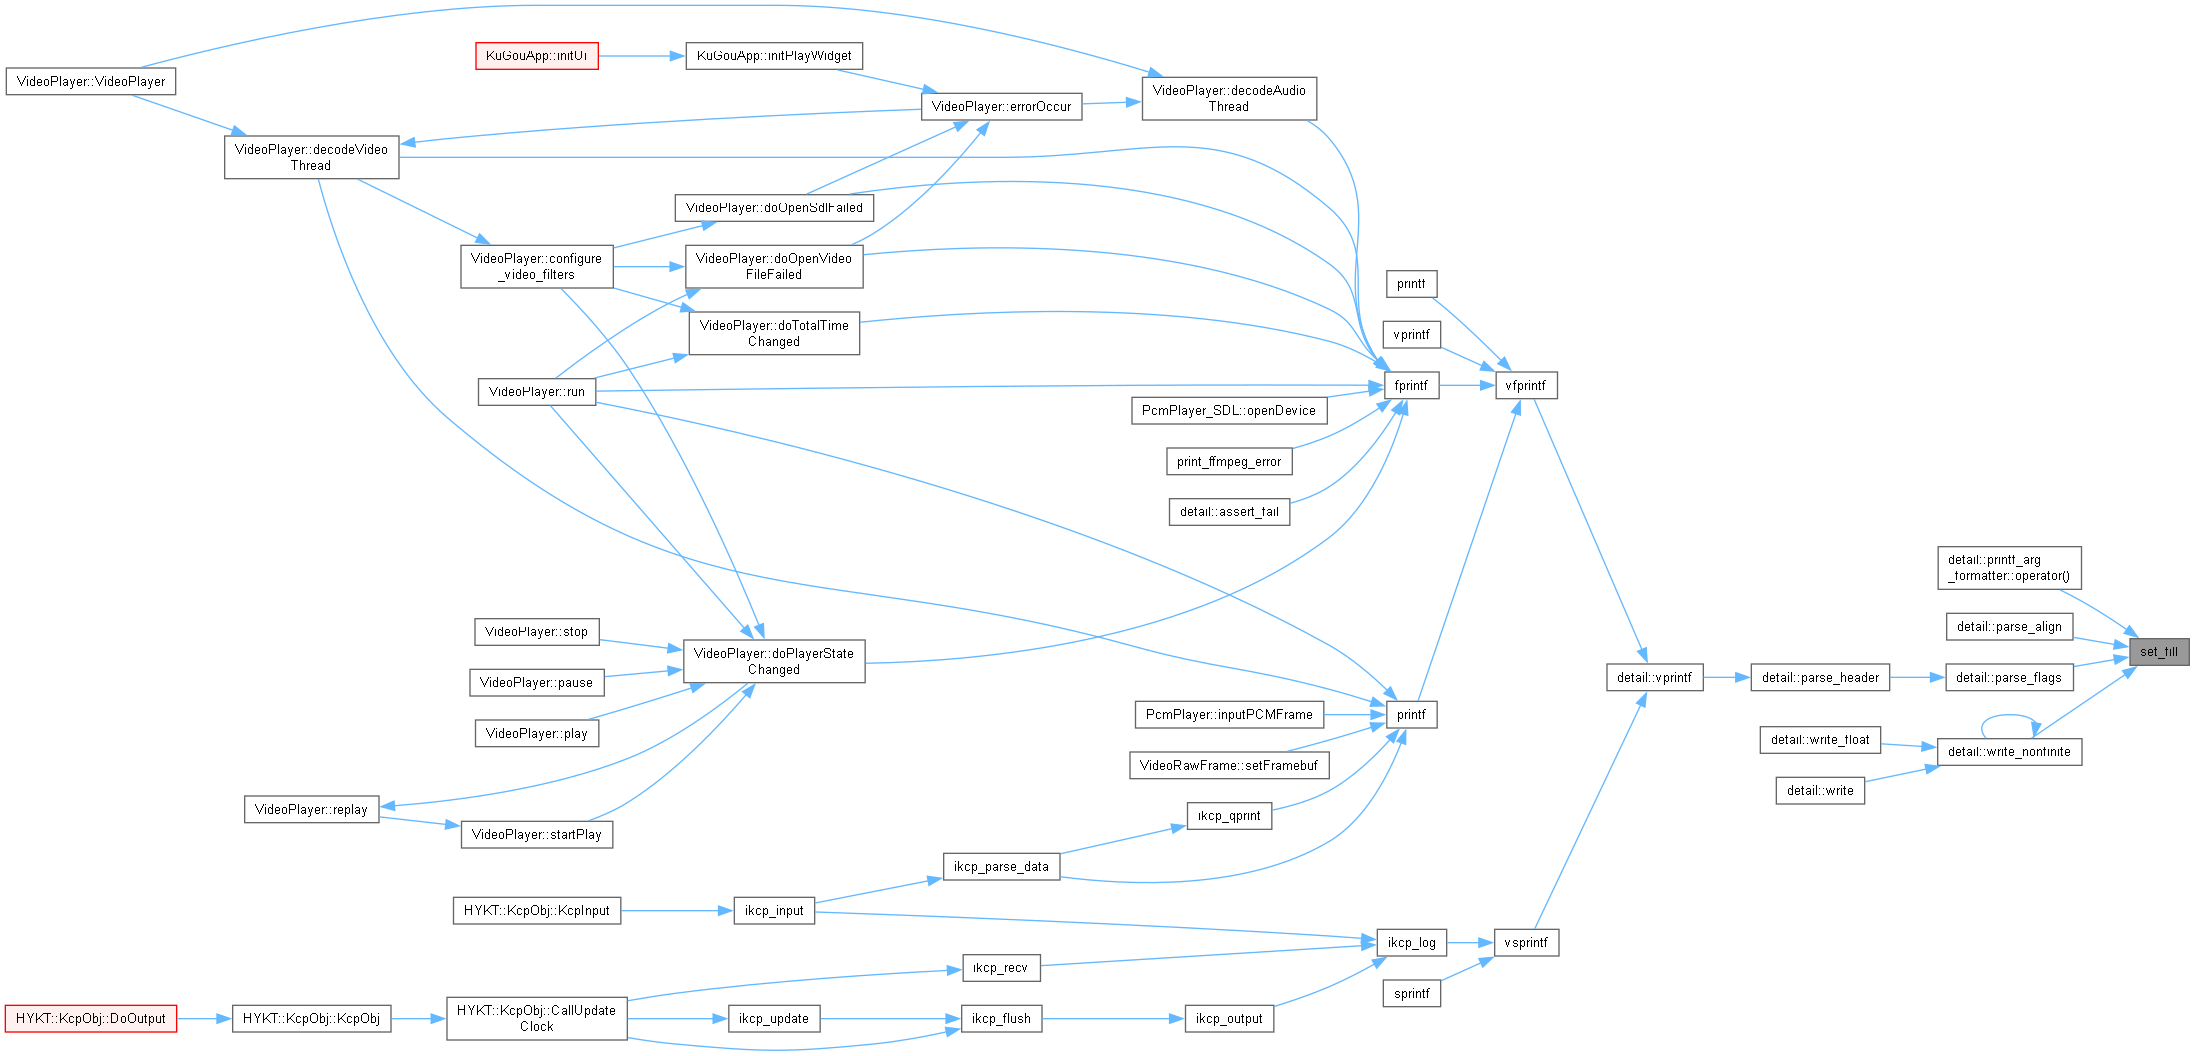 KuGouApp::initUi
KuGouApp::initPlayWidget
VideoPlayer::VideoPlayer
VideoPlayer::decodeAudio
Thread
VideoPlayer::errorOccur
VideoPlayer::decodeVideo
Thread
VideoPlayer::doOpenSdlFailed
VideoPlayer::configure
_video_filters
VideoPlayer::doOpenVideo
FileFailed
printf
VideoPlayer::doTotalTime
Changed
vprintf
VideoPlayer::run
fprintf
vfprintf
PcmPlayer_SDL::openDevice
print_ffmpeg_error
detail::assert_fail
detail::printf_arg
_formatter::operator()
VideoPlayer::stop
detail::parse_align
VideoPlayer::doPlayerState
Changed
set_fill
VideoPlayer::pause
detail::vprintf
detail::parse_header
detail::parse_flags
PcmPlayer::inputPCMFrame
printf
VideoPlayer::play
detail::write_float
detail::write_nonfinite
VideoRawFrame::setFramebuf
detail::write
VideoPlayer::replay
ikcp_qprint
VideoPlayer::startPlay
ikcp_parse_data
HYKT::KcpObj::KcpInput
ikcp_input
ikcp_log
vsprintf
ikcp_recv
sprintf
HYKT::KcpObj::DoOutput
HYKT::KcpObj::KcpObj
HYKT::KcpObj::CallUpdate
Clock
ikcp_update
ikcp_flush
ikcp_output